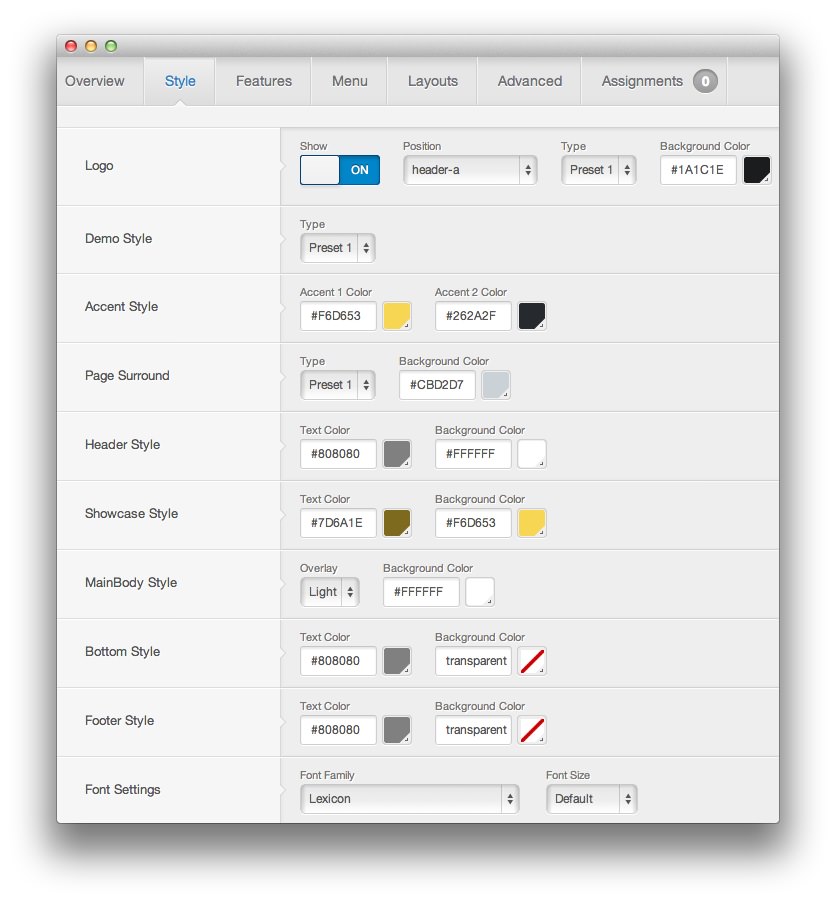 Overview Style Features Menu Layouts Advanced Assignments 0
Show Position Type Background Color
Logo ON header-a Preset 1 #1A1C1E
Type
Demo Style Preset 1
Accent 1 Color Accent 2 Color
Accent Style #F6D653 #262A2F
Type Background Color
Page Surround Preset 1 #CBD2D7
Text Color Background Color
Header Style #808080 #FFFFFF
Text Color Background Color
Showcase Style #7D6A1E #F6D653
Overlay Background Color
MainBody Style Light #FFFFFF
Text Color Background Color
Bottom Style #808080 transparent
Text Color Background Color
Footer Style #808080 transparent
Font Family Font Size
Font Settings Lexicon Default